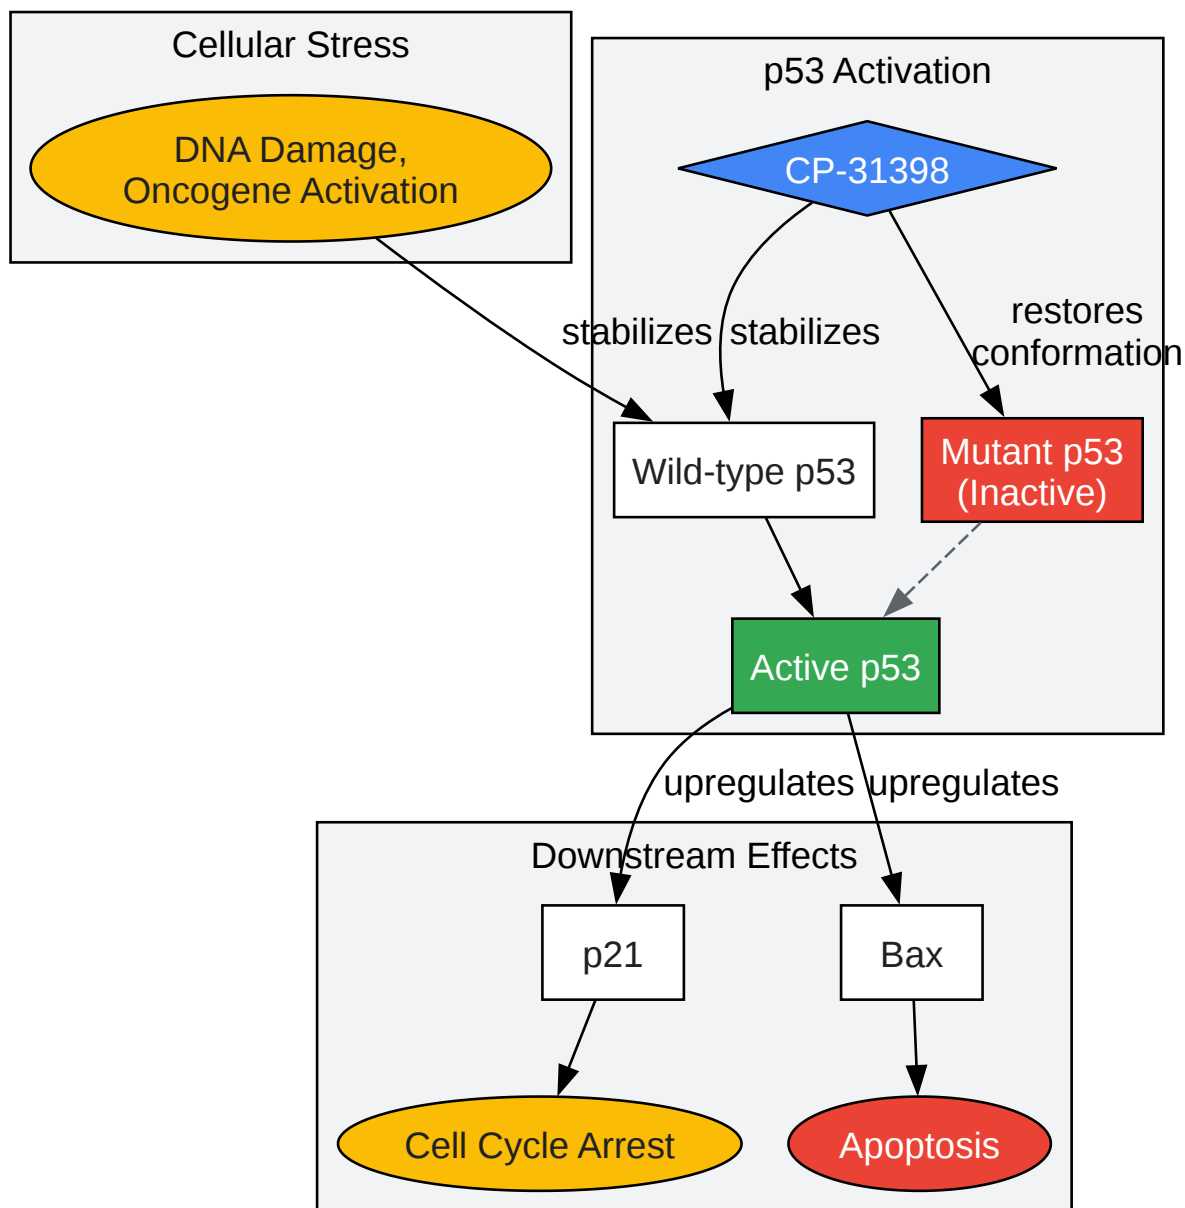 Cellular Stress
DNA Damage,
Oncogene Activation
p53 Activation
CP-31398
stabilizes
stabilizes
restores
conformation
Wild-type p53
Mutant p53
(Inactive)
Active p53
upregulates
upregulates
Downstream Effects
p21
Bax
Cell Cycle Arrest
Apoptosis